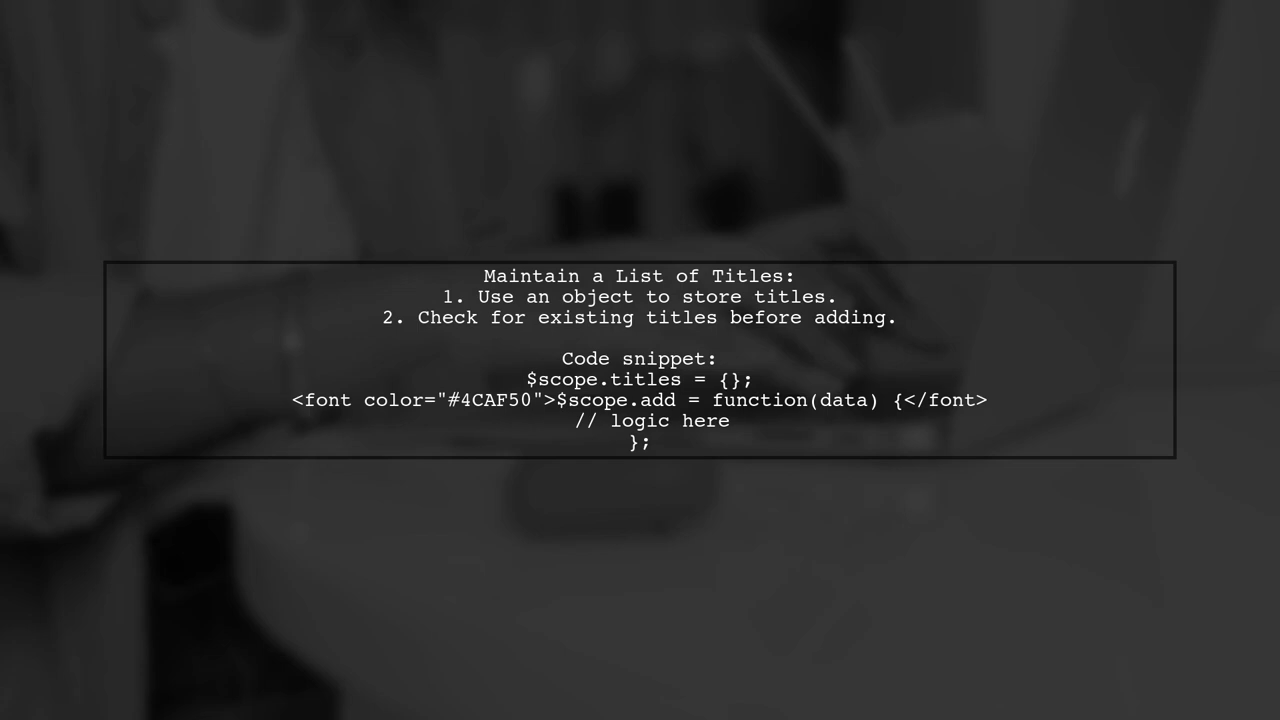 Maintain a List of Titles:
1. Use an object to store titles.
2. Check for existing titles before adding.
Code snippet:
$scope.titles = {};
<font color="#4CAF50">$scope.add = function(data) {</font>
// logic here
};